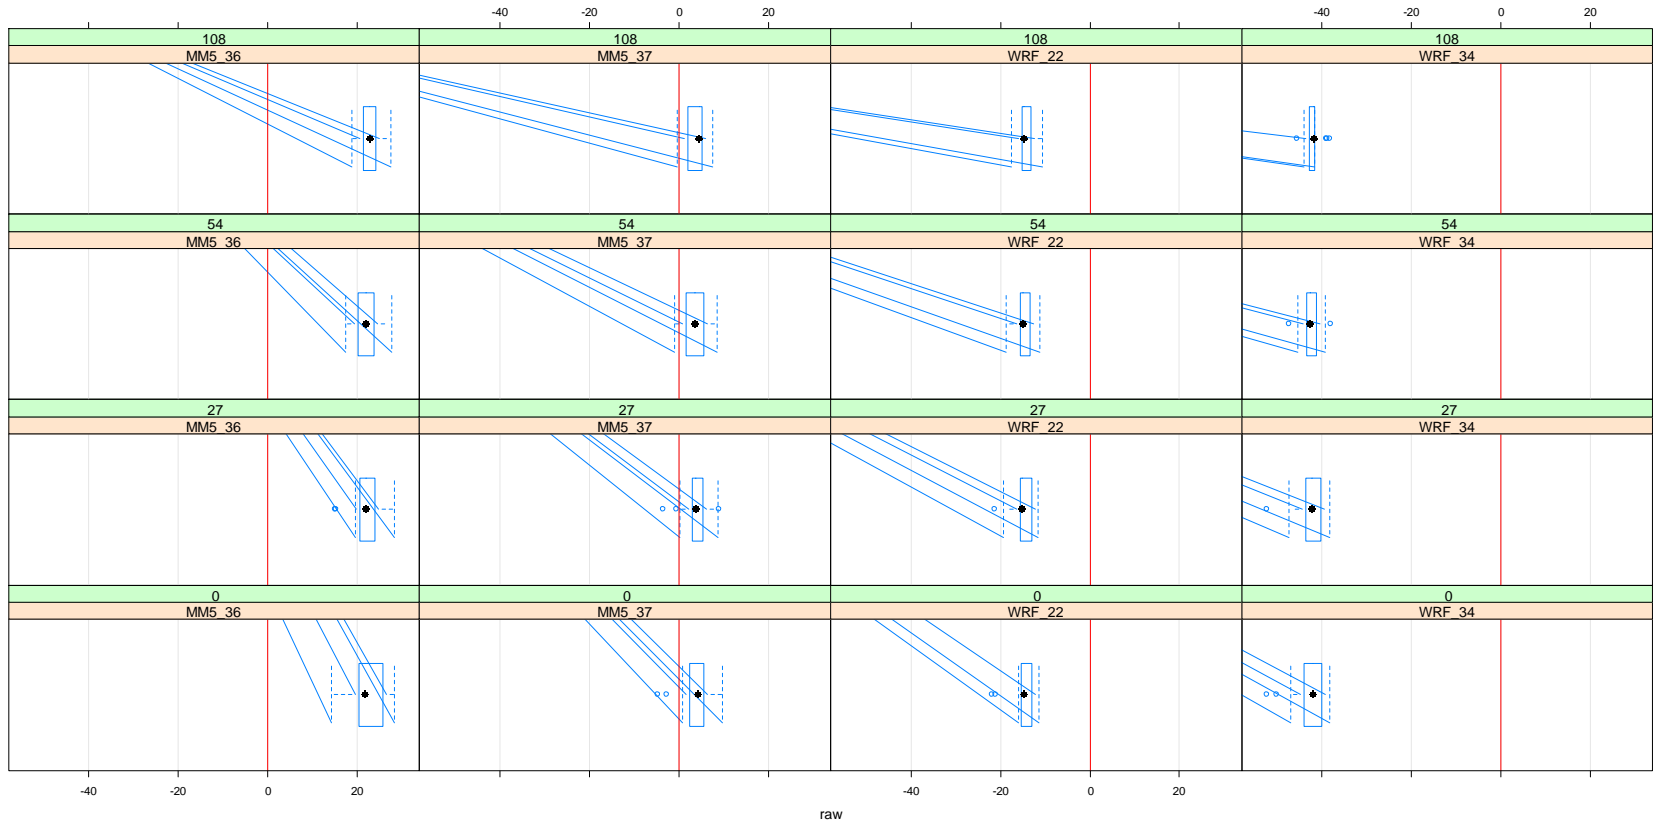 -40 0 20 -40 0 20
108 108 108 108
MM5_36 MM5_37 WRF_22 WRF_34
54 54 54 54
MM5_36 MM5_37 WRF_22 WRF_34
27 27 27 27
MM5_36 MM5_37 WRF_22 WRF_34
0 0 0 0
MM5_36 MM5_37 WRF_22 WRF_34
-40 -20 0 20 -40 -20 0 20
raw